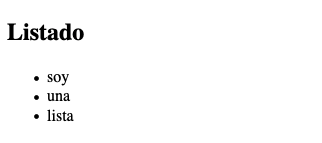 Listado
• soy
• una
• lista